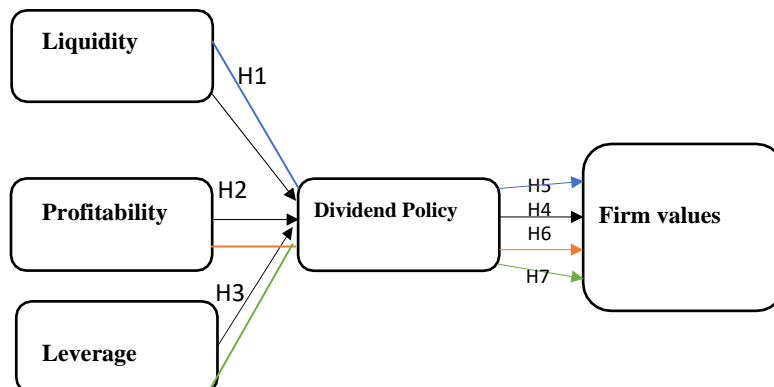 Liquidity
H1
Profitability
H2
Dividend Policy
H5
H4
H6
H7
Firm values
H3
Leverage